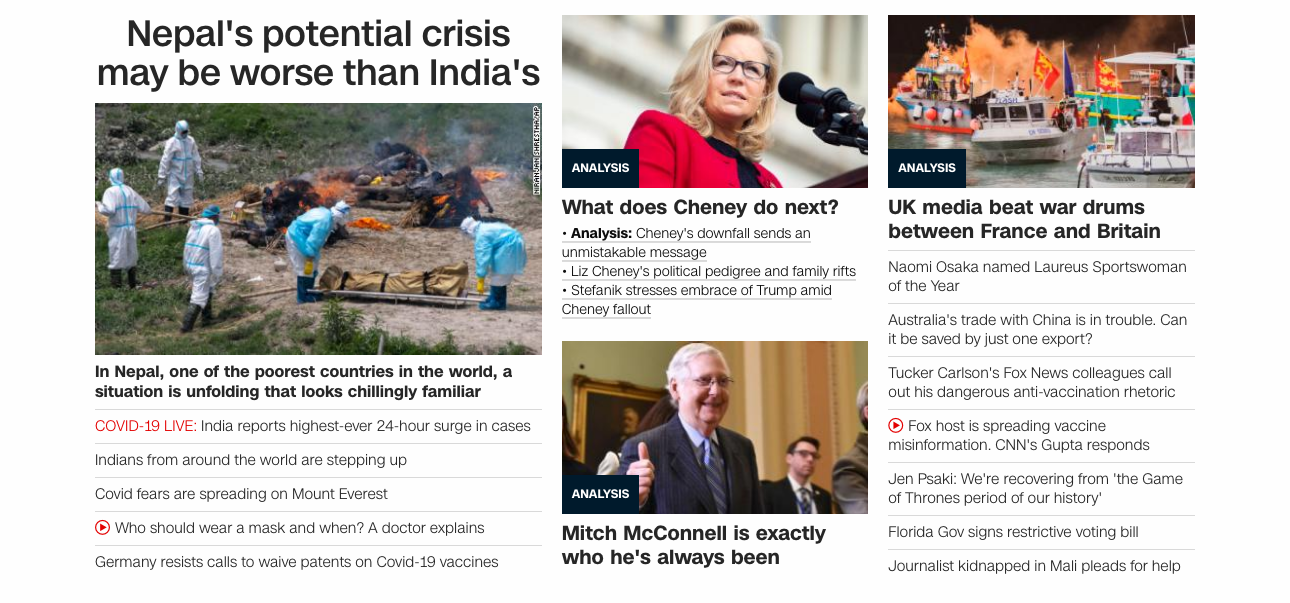 Nepal's potential crisis
may be worse than India's
NIRANJAN SHRESTHA/AP
In Nepal, one of the poorest countries in the world, a
situation is unfolding that looks chillingly familiar
COVID-19 LIVE: India reports highest-ever 24-hour surge in cases
Indians from around the world are stepping up
Covid fears are spreading on Mount Everest
Who should wear a mask and when? A doctor explains
Germany resists calls to waive patents on Covid-19 vaccines
ANALYSIS
What does Cheney do next?
• Analysis: Cheney's downfall sends an
unmistakable message
• Liz Cheney's political pedigree and family rifts
• Stefanik stresses embrace of Trump amid
Cheney fallout
ANALYSIS
Mitch McConnell is exactly
who he's always been
ANALYSIS
UK media beat war drums
between France and Britain
Naomi Osaka named Laureus Sportswoman
of the Year
Australia's trade with China is in trouble. Can
it be saved by just one export?
Tucker Carlson's Fox News colleagues call
out his dangerous anti-vaccination rhetoric
Fox host is spreading vaccine
misinformation. CNN's Gupta responds
Jen Psaki: We're recovering from 'the Game
of Thrones period of our history'
Florida Gov signs restrictive voting bill
Journalist kidnapped in Mali pleads for help